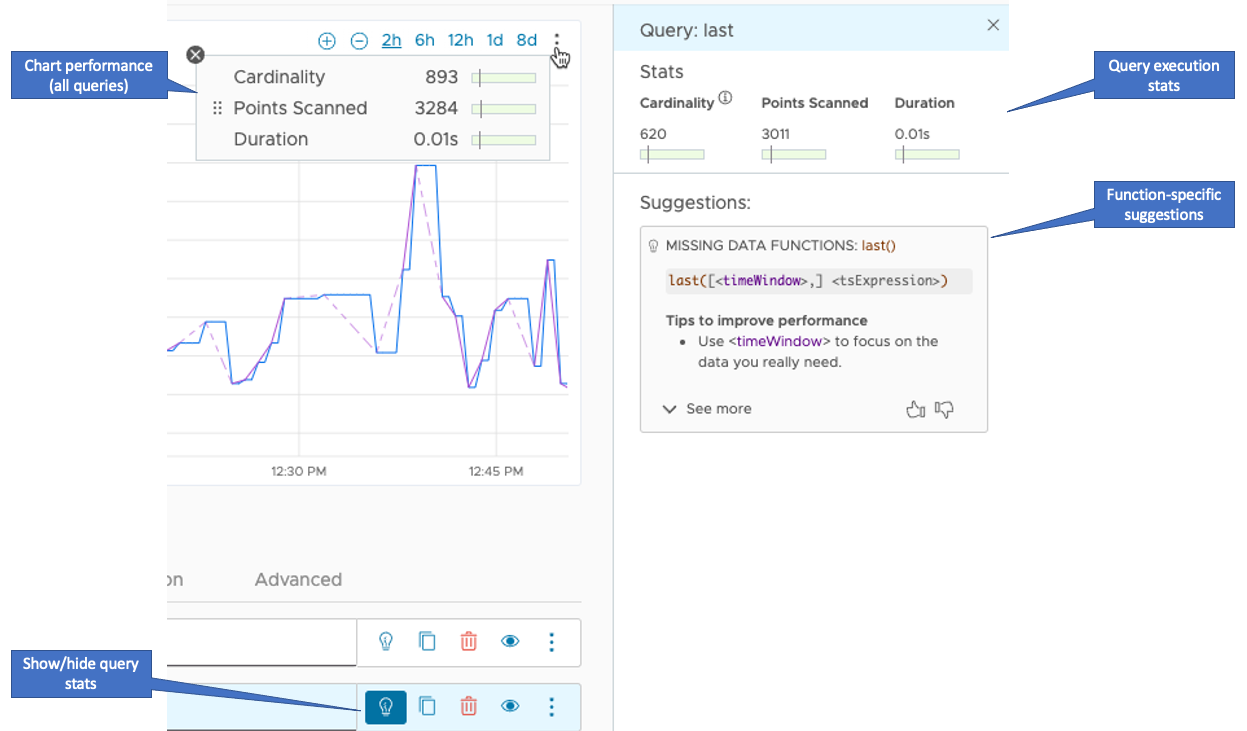 Chart performance
(all queries)
2h 6h 12h 1d 8d
Cardinality 893
Points Scanned 3284
Duration 0.01s
12:30 PM 12:45 PM
on Advanced
Show/hide query
stats
Query: last
Stats
Cardinality Points Scanned Duration
620 3011 0.01s
Suggestions:
MISSING DATA FUNCTIONS: last()
last([<timeWindow>,] <tsExpression>)
Tips to improve performance
• Use <timeWindow> to focus on the
data you really need.
See more
Query execution
stats
Function-specific
suggestions